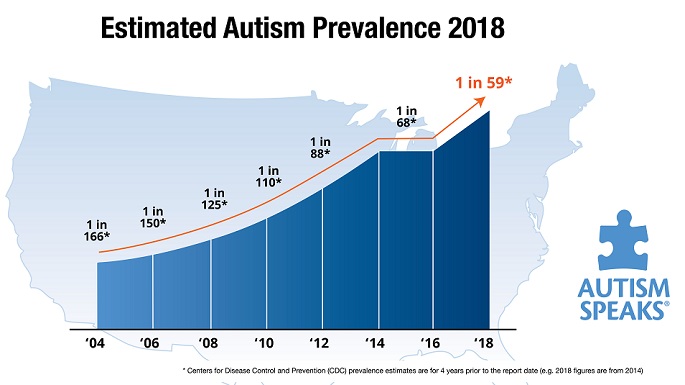 Estimated Autism Prevalence 2018
1 in 59*
1 in
68*
1 in
88*
1 in
110*
1 in
125*
1 in
150*
1 in
166*
‘04 ‘06 ‘08 ‘10 ‘12 ‘14 ‘16 ‘18
AUTISM
SPEAKS®
* Centers for Disease Control and Prevention (CDC) prevalence estimates are for 4 years prior to the report date (e.g. 2018 figures are from 2014)